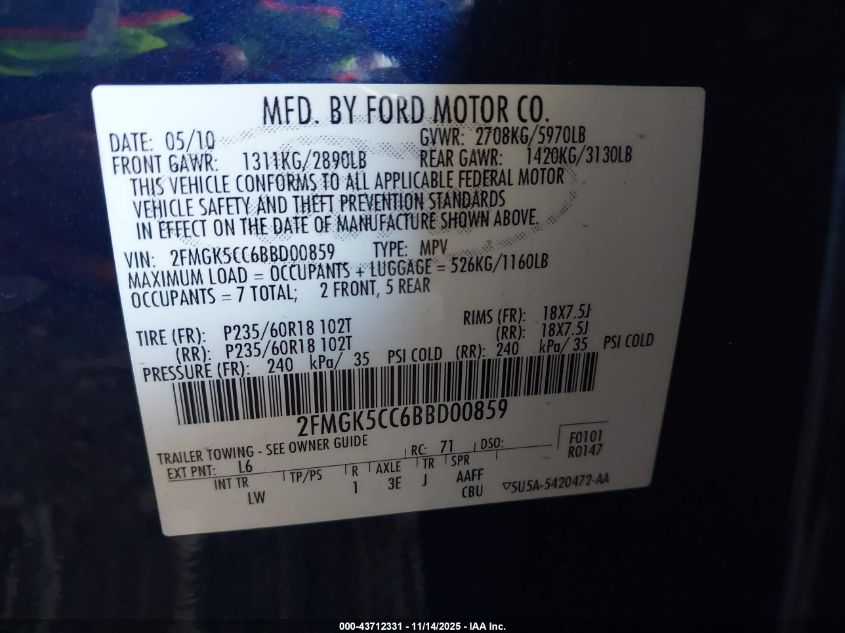 MFD. BY FORD MOTOR CO.
DATE: 05/10 GVWR: 2708KG/5970LB
FRONT GAWR: 1311KG/2890LB REAR GAWR: 1420KG/3130LB
THIS VEHICLE CONFORMS TO ALL APPLICABLE FEDERAL MOTOR
VEHICLE SAFETY AND THEFT PREVENTION STANDARDS
IN EFFECT ON THE DATE OF MANUFACTURE SHOWN ABOVE.
VIN: 2FMGK5CC6BBD00859 TYPE: MPV
MAXIMUM LOAD = OCCUPANTS + LUGGAGE = 526KG/1160LB
OCCUPANTS = 7 TOTAL; 2 FRONT, 5 REAR
TIRE (FR): P235/60R18 102T RIMS (FR): 18X7.5J
(RR): P235/60R18 102T (RR): 18X7.5J
PRESSURE (FR): 240 kPa/ 35 PSI COLD (RR): 240 kPa/ 35 PSI COLD
2FMGK5CC6BBD00859
TRAILER TOWING - SEE OWNER GUIDE RC: 71 DSO: F0101
EXT PNT: L6 R0147
INT TR TP/PS R AXLE TR SPR
LW 1 3E J AAFF
CBU ▽5U5A-5420472-AA
000-43712331 - 11/14/2025 - IAA Inc.